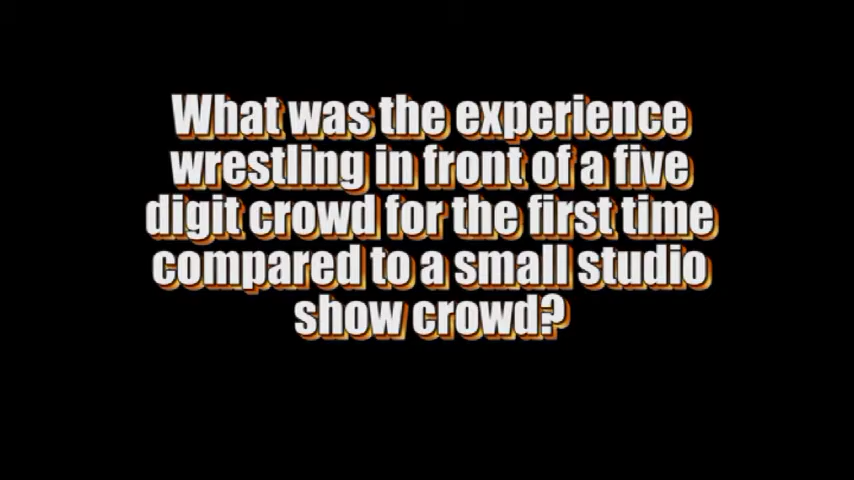 What was the experience
wrestling in front of a five
digit crowd for the first time
compared to a small studio
show crowd?